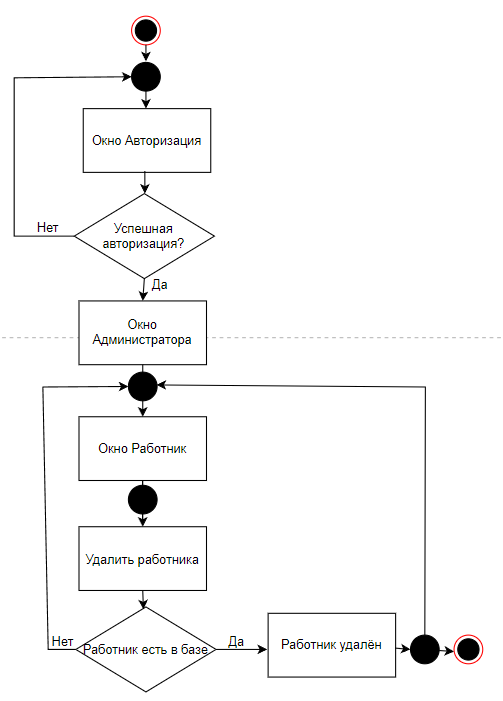 Окно Авторизация
Успешная
авторизация?
Нет
Да
Окно
Администратора
Окно Работник
Удалить работника
Нет
Работник есть в базе
Да
Работник удалён